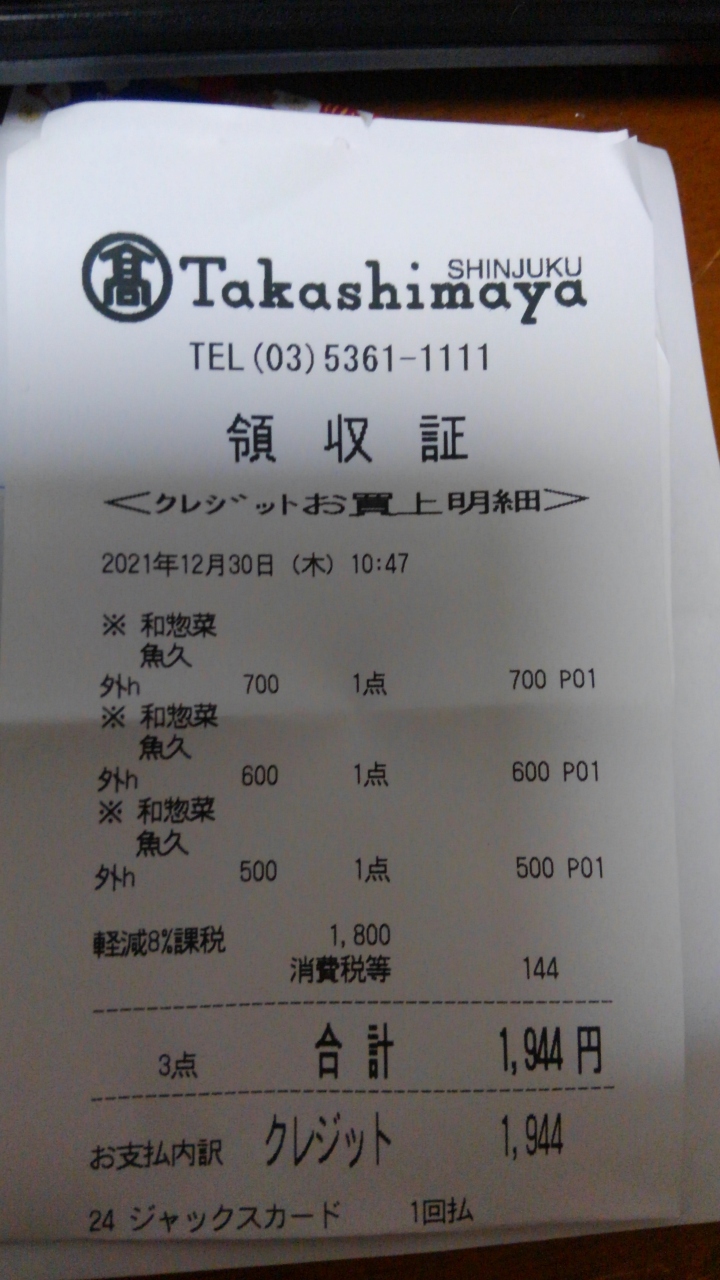 髙 Takashimaya SHINJUKU
TEL(03)5361-1111
領収証
<クレジットお買上明細>
2021年12月30日 (木) 10:47
※ 和惣菜
魚久
外h 700 1点 700 P01
※ 和惣菜
魚久
外h 600 1点 600 P01
※ 和惣菜
魚久
外h 500 1点 500 P01
軽減8%課税 1,800
消費税等 144
3点 合計 1,944円
お支払内訳 クレジット 1,944
24 ジャックスカード 1回払